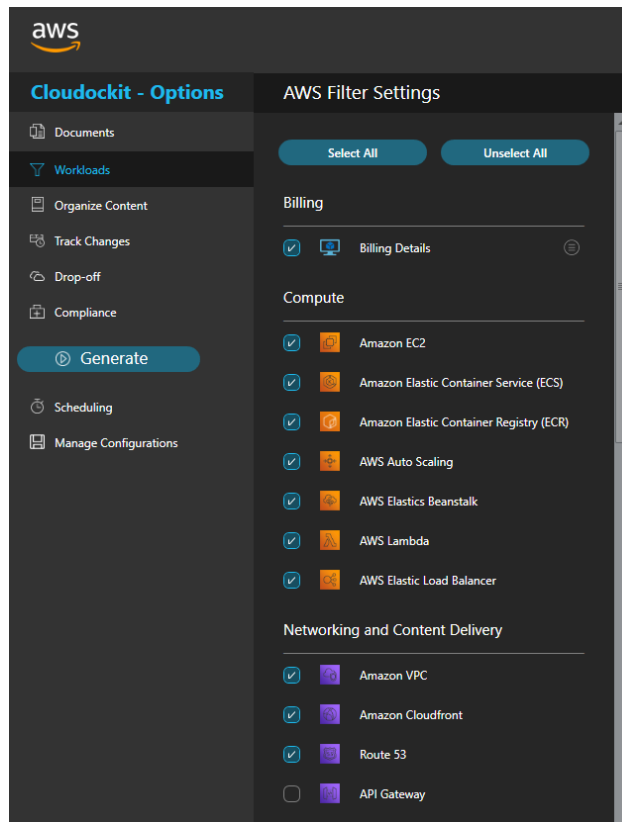 aws
Cloudockit - Options
Documents
Workloads
Organize Content
Track Changes
Drop-off
Compliance
Generate
Scheduling
Manage Configurations
AWS Filter Settings
Select All
Unselect All
Billing
Billing Details
Compute
Amazon EC2
Amazon Elastic Container Service (ECS)
Amazon Elastic Container Registry (ECR)
AWS Auto Scaling
AWS Elastics Beanstalk
AWS Lambda
AWS Elastic Load Balancer
Networking and Content Delivery
Amazon VPC
Amazon Cloudfront
Route 53
API Gateway